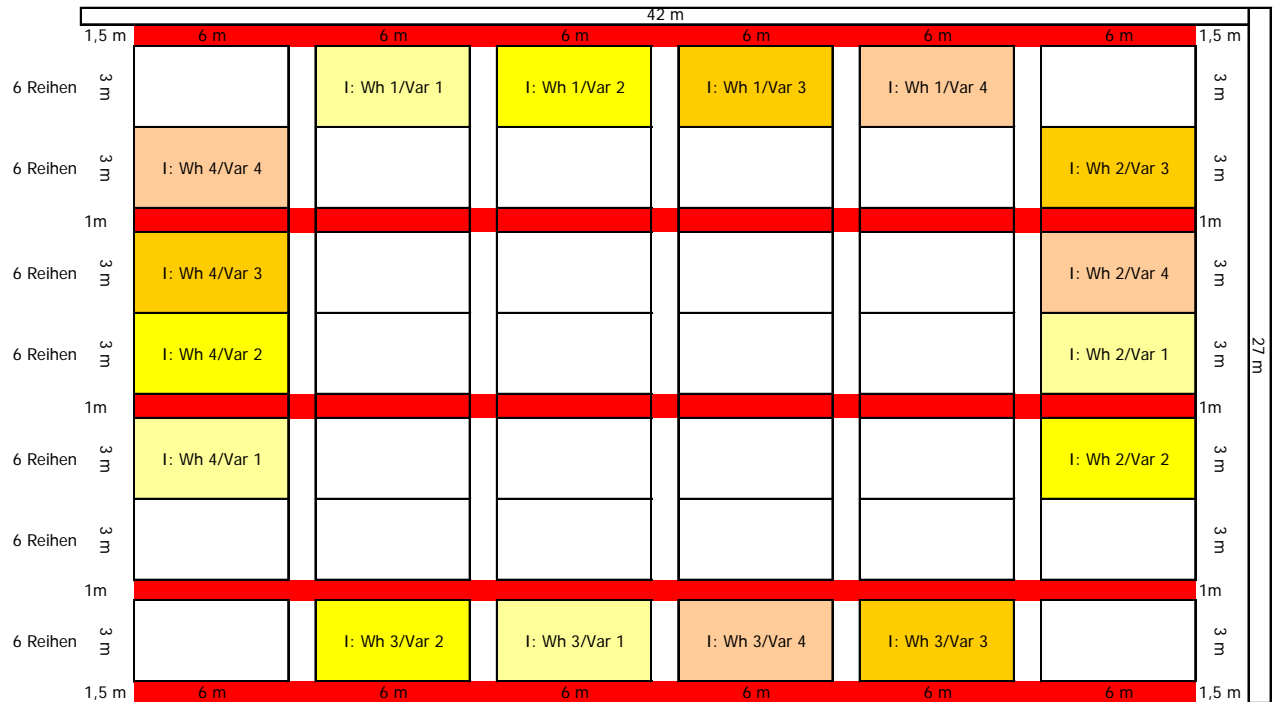 42 m
1,5 m 6 m 6 m 6 m 6 m 6 m 6 m 1,5 m
6 Reihen 3 m I: Wh 1/Var 1 I: Wh 1/Var 2 I: Wh 1/Var 3 I: Wh 1/Var 4 3 m
6 Reihen 3 m I: Wh 4/Var 4 I: Wh 2/Var 3 3 m
1m 1m
6 Reihen 3 m I: Wh 4/Var 3 I: Wh 2/Var 4 3 m
6 Reihen 3 m I: Wh 4/Var 2 I: Wh 2/Var 1 3 m
27 m
1m 1m
6 Reihen 3 m I: Wh 4/Var 1 I: Wh 2/Var 2 3 m
6 Reihen 3 m 3 m
1m 1m
6 Reihen 3 m I: Wh 3/Var 2 I: Wh 3/Var 1 I: Wh 3/Var 4 I: Wh 3/Var 3 3 m
1,5 m 6 m 6 m 6 m 6 m 6 m 6 m 1,5 m